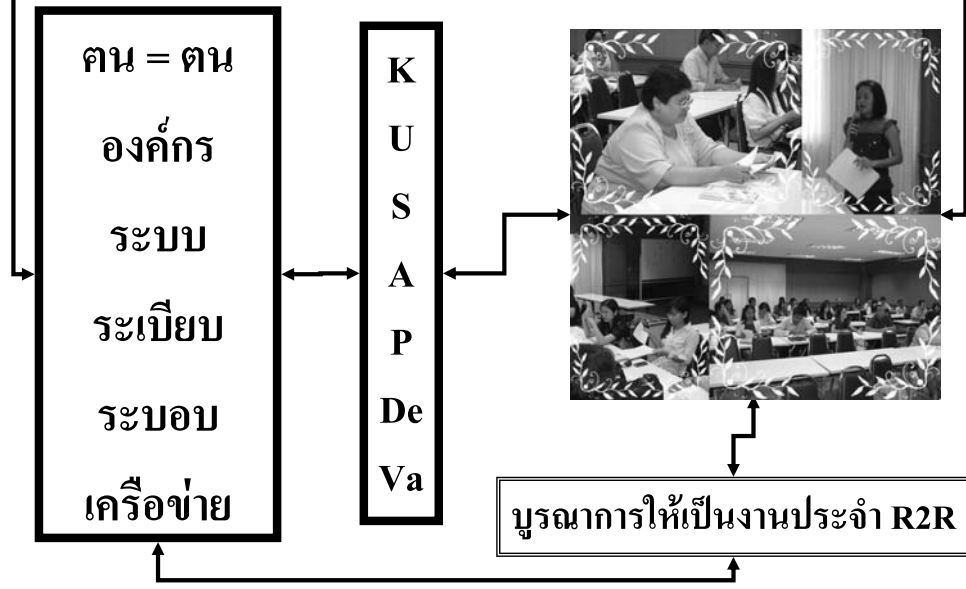 ฅน = ตน
องค์กร
ระบบ
ระเบียบ
ระบอบ
เครือข่าย
K
U
S
A
P
De
Va
บูรณาการให้เป็นงานประจำ R2R